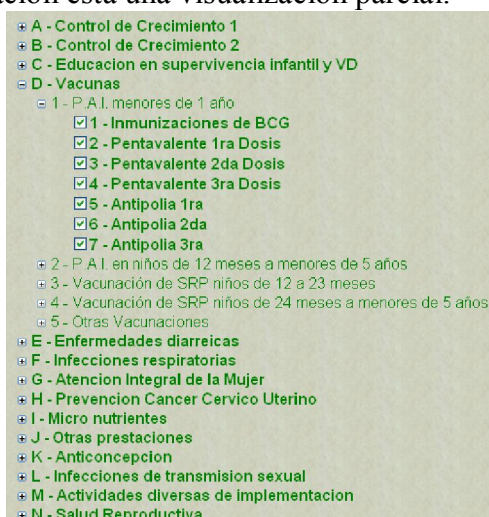 ación está una visualización parcial.
A - Control de Crecimiento 1
B - Control de Crecimiento 2
C - Educacion en supervivencia infantil y VD
D - Vacunas
1 - P.A.I. menores de 1 año
1 - Inmunizaciones de BCG
2 - Pentavalente 1ra Dosis
3 - Pentavalente 2da Dosis
4 - Pentavalente 3ra Dosis
5 - Antipolia 1ra
6 - Antipolia 2da
7 - Antipolia 3ra
2 - P.A.I. en niños de 12 meses a menores de 5 años
3 - Vacunación de SRP niños de 12 a 23 meses
4 - Vacunación de SRP niños de 24 meses a menores de 5 años
5 - Otras Vacunaciones
E - Enfermedades diarreicas
F - Infecciones respiratorias
G - Atencion Integral de la Mujer
H - Prevencion Cancer Cervico Uterino
I - Micro nutrientes
J - Otras prestaciones
K - Anticoncepcion
L - Infecciones de transmision sexual
M - Actividades diversas de implementacion
N - Salud Reproductiva